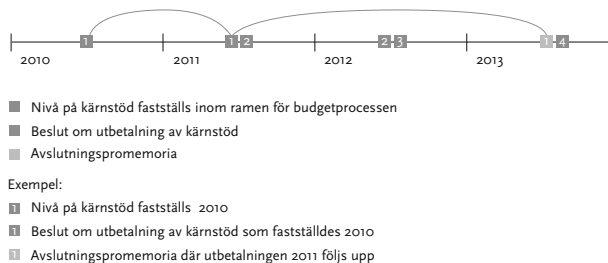 1 1 2 2 3 1 4
2010 2011 2012 2013
Nivå på kärnstöd fastställs inom ramen för budgetprocessen
Beslut om utbetalning av kärnstöd
Avslutningspromemoria
Exempel:
1 Nivå på kärnstöd fastställs 2010
1 Beslut om utbetalning av kärnstöd som fastställdes 2010
1 Avslutningspromemoria där utbetalningen 2011 följs upp